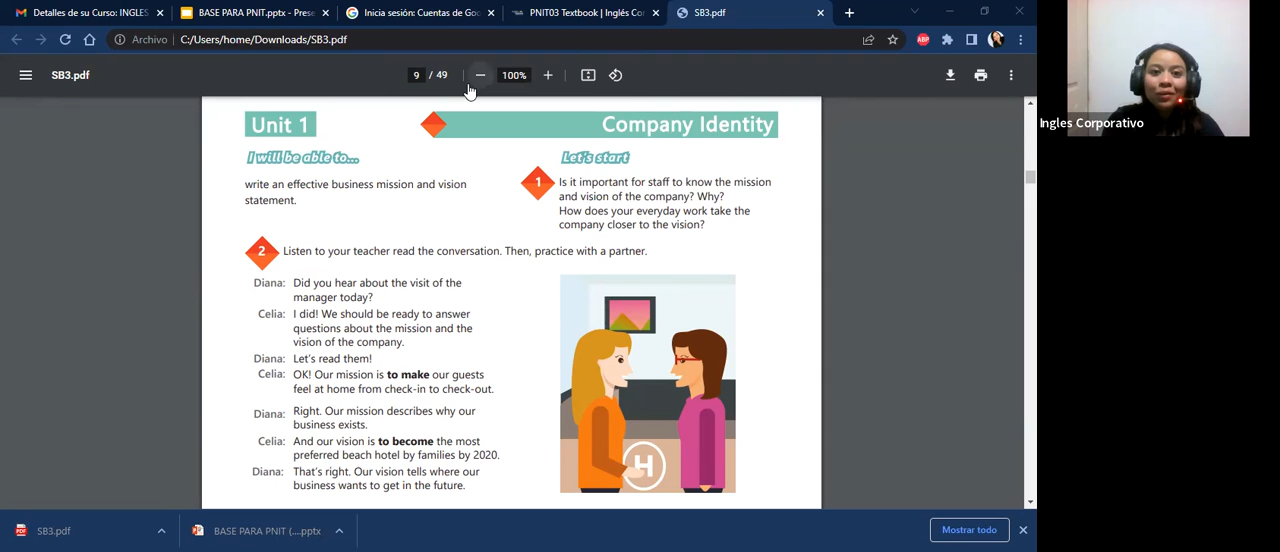 Detalles de su Curso: INGLES
BASE PARA PNIT.pptx - Prese
Inicia sesión: Cuentas de Goo
PNIT03 Textbook | Inglés Corpo
SB3.pdf
Archivo C:/Users/home/Downloads/SB3.pdf
ABP
SB3.pdf
9 / 49
100%
Unit 1
Company Identity
I will be able to...
write an effective business mission and vision
statement.
Let's start
1 Is it important for staff to know the mission
and vision of the company? Why?
How does your everyday work take the
company closer to the vision?
2 Listen to your teacher read the conversation. Then, practice with a partner.
Diana: Did you hear about the visit of the
manager today?
Celia: I did! We should be ready to answer
questions about the mission and the
vision of the company.
Diana: Let's read them!
Celia: OK! Our mission is to make our guests
feel at home from check-in to check-out.
Diana: Right. Our mission describes why our
business exists.
Celia: And our vision is to become the most
preferred beach hotel by families by 2020.
Diana: That's right. Our vision tells where our
business wants to get in the future.
H
Ingles Corporativo
SB3.pdf
BASE PARA PNIT (....pptx
Mostrar todo